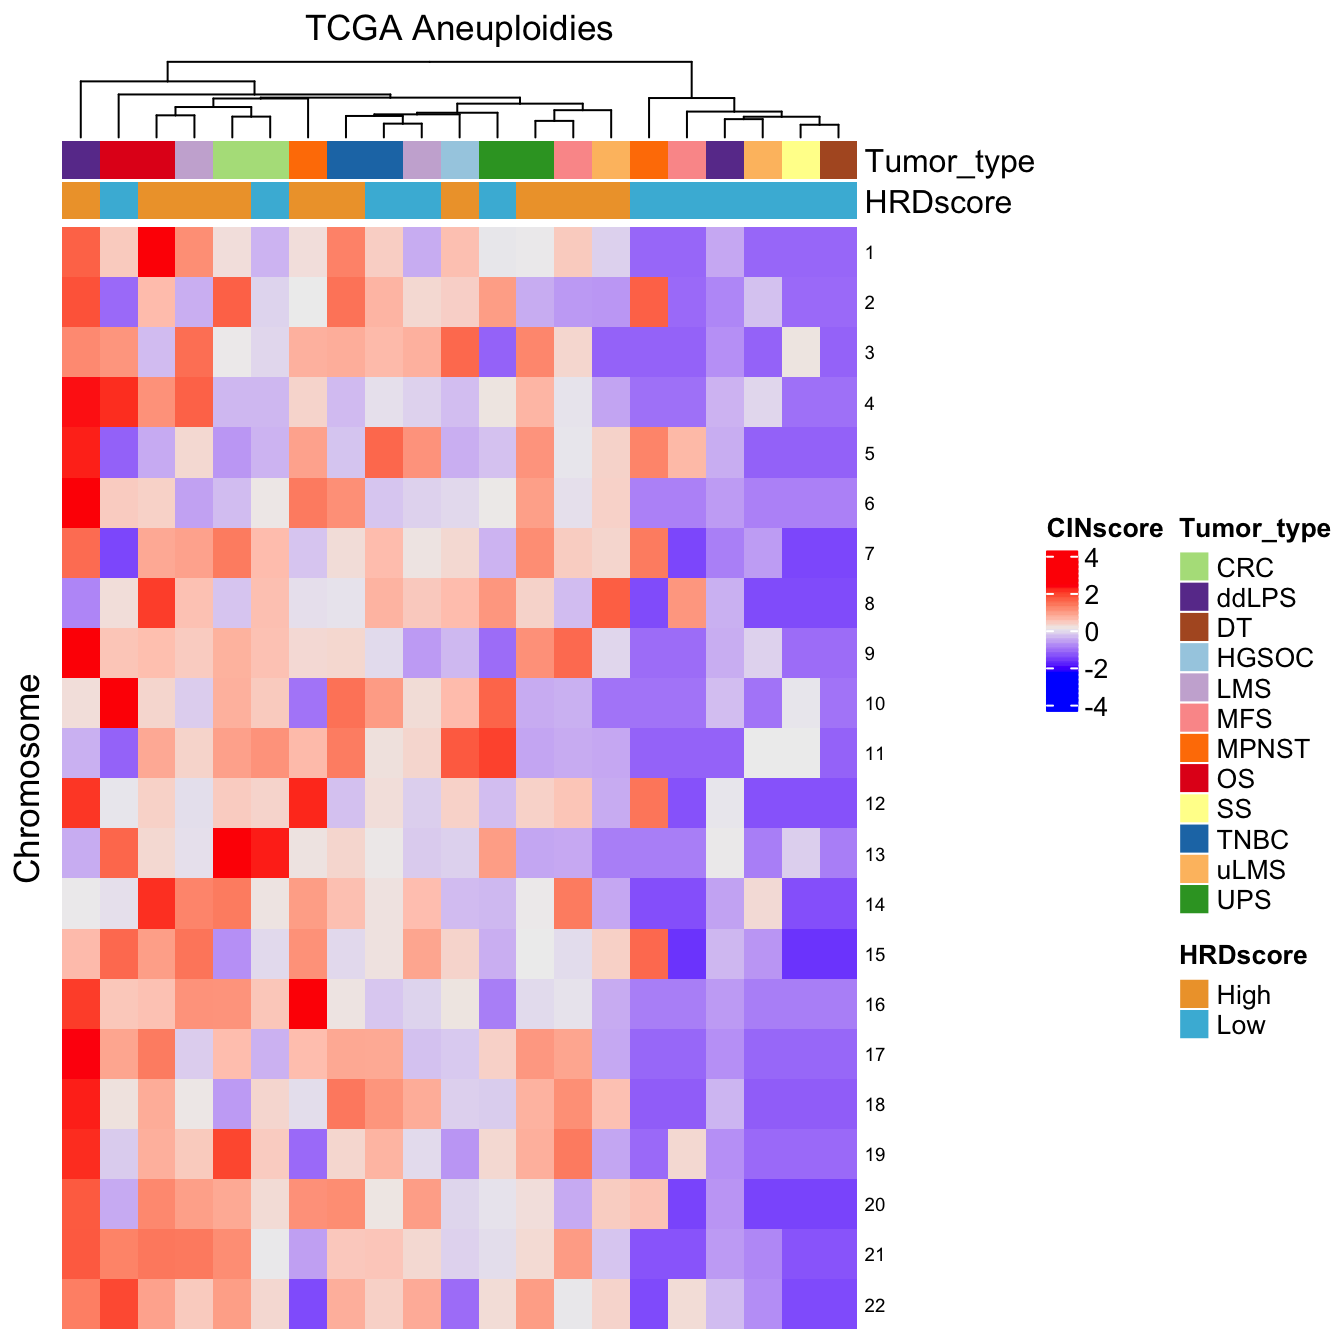 TCGA Aneuploidies
Tumor_type
HRDscore
1
2
3
4
5
6
7
8
9
10
11
12
13
14
15
16
17
18
19
20
21
22
Chromosome
CINscore
4
2
0
-2
-4
Tumor_type
CRC
ddLPS
DT
HGSOC
LMS
MFS
MPNST
OS
SS
TNBC
uLMS
UPS
HRDscore
High
Low